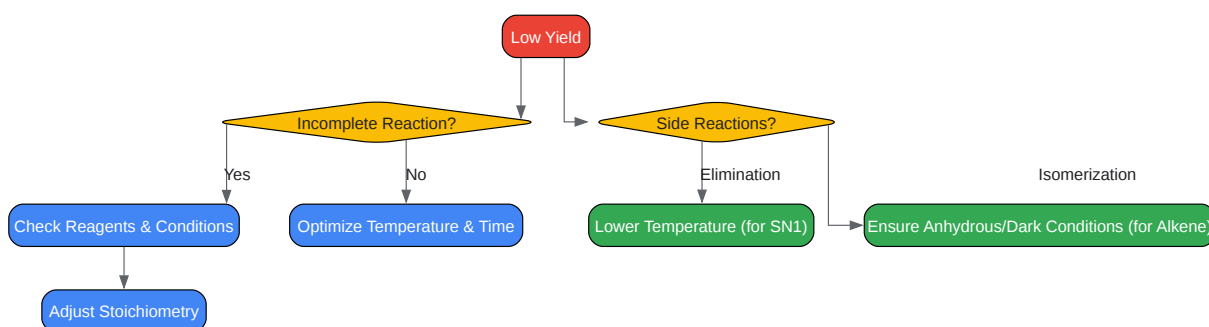 Low Yield
Incomplete Reaction?
Side Reactions?
Yes
No
Elimination
Isomerization
Check Reagents & Conditions
Optimize Temperature & Time
Lower Temperature (for SN1)
Ensure Anhydrous/Dark Conditions (for Alkene)
Adjust Stoichiometry